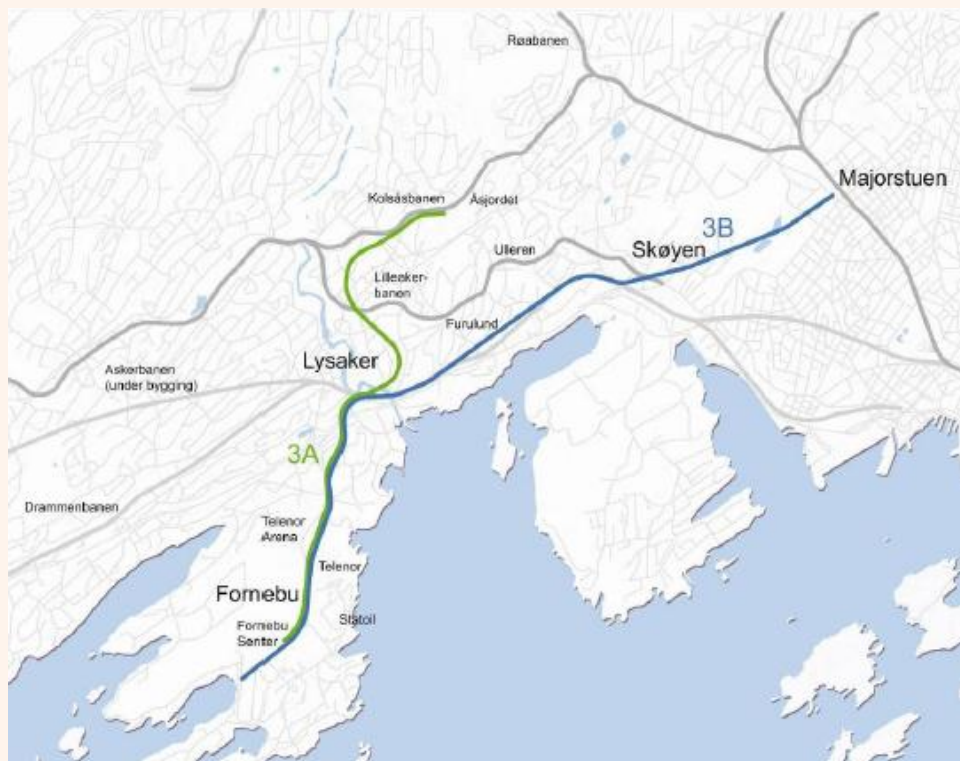 Røabanen
Majorstuen
Kolsåsbanen
Åsjordet
3B
Skøyen
Ulleren
Lilleaker-
banen
Furulund
Lysaker
Askerbanen
(under bygging)
3A
Drammenbanen
Telenor
Arena
Telenor
Fornebu
Statoil
Fornebu
Senter